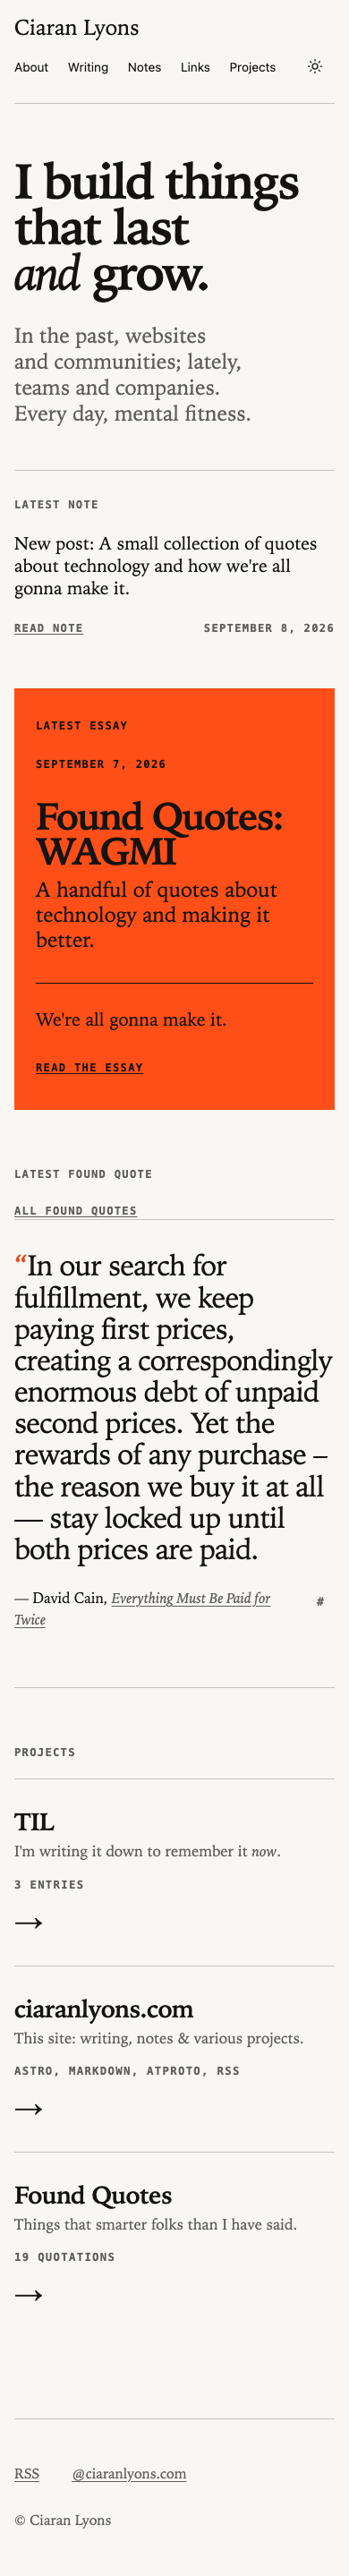 Ciaran Lyons
About Writing Notes Links Projects
I build things
that last
and grow.
In the past, websites
and communities; lately,
teams and companies.
Every day, mental fitness.
LATEST NOTE
New post: A small collection of quotes
about technology and how we're all
gonna make it.
READ NOTE SEPTEMBER 8, 2026
LATEST ESSAY
SEPTEMBER 7, 2026
Found Quotes:
WAGMI
A handful of quotes about
technology and making it
better.
We're all gonna make it.
READ THE ESSAY
LATEST FOUND QUOTE
ALL FOUND QUOTES
“In our search for
fulfillment, we keep
paying first prices,
creating a correspondingly
enormous debt of unpaid
second prices. Yet the
rewards of any purchase –
the reason we buy it at all
— stay locked up until
both prices are paid.
— David Cain, Everything Must Be Paid for
Twice #
PROJECTS
TIL
I'm writing it down to remember it now.
3 ENTRIES
→
ciaranlyons.com
This site: writing, notes & various projects.
ASTRO, MARKDOWN, ATPROTO, RSS
→
Found Quotes
Things that smarter folks than I have said.
19 QUOTATIONS
→
RSS @ciaranlyons.com
© Ciaran Lyons